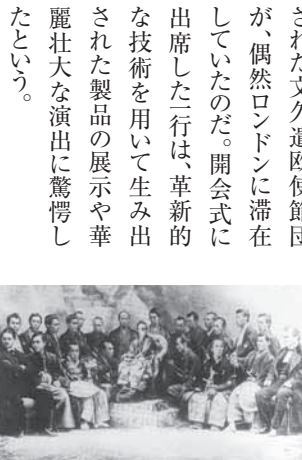 された文久遣欧使節団
が、偶然ロンドンに滞在
していたのだ。開会式に
出席した一行は、革新的
な技術を用いて生み出
された製品の展示や華
麗壮大な演出に驚愕し
たという。